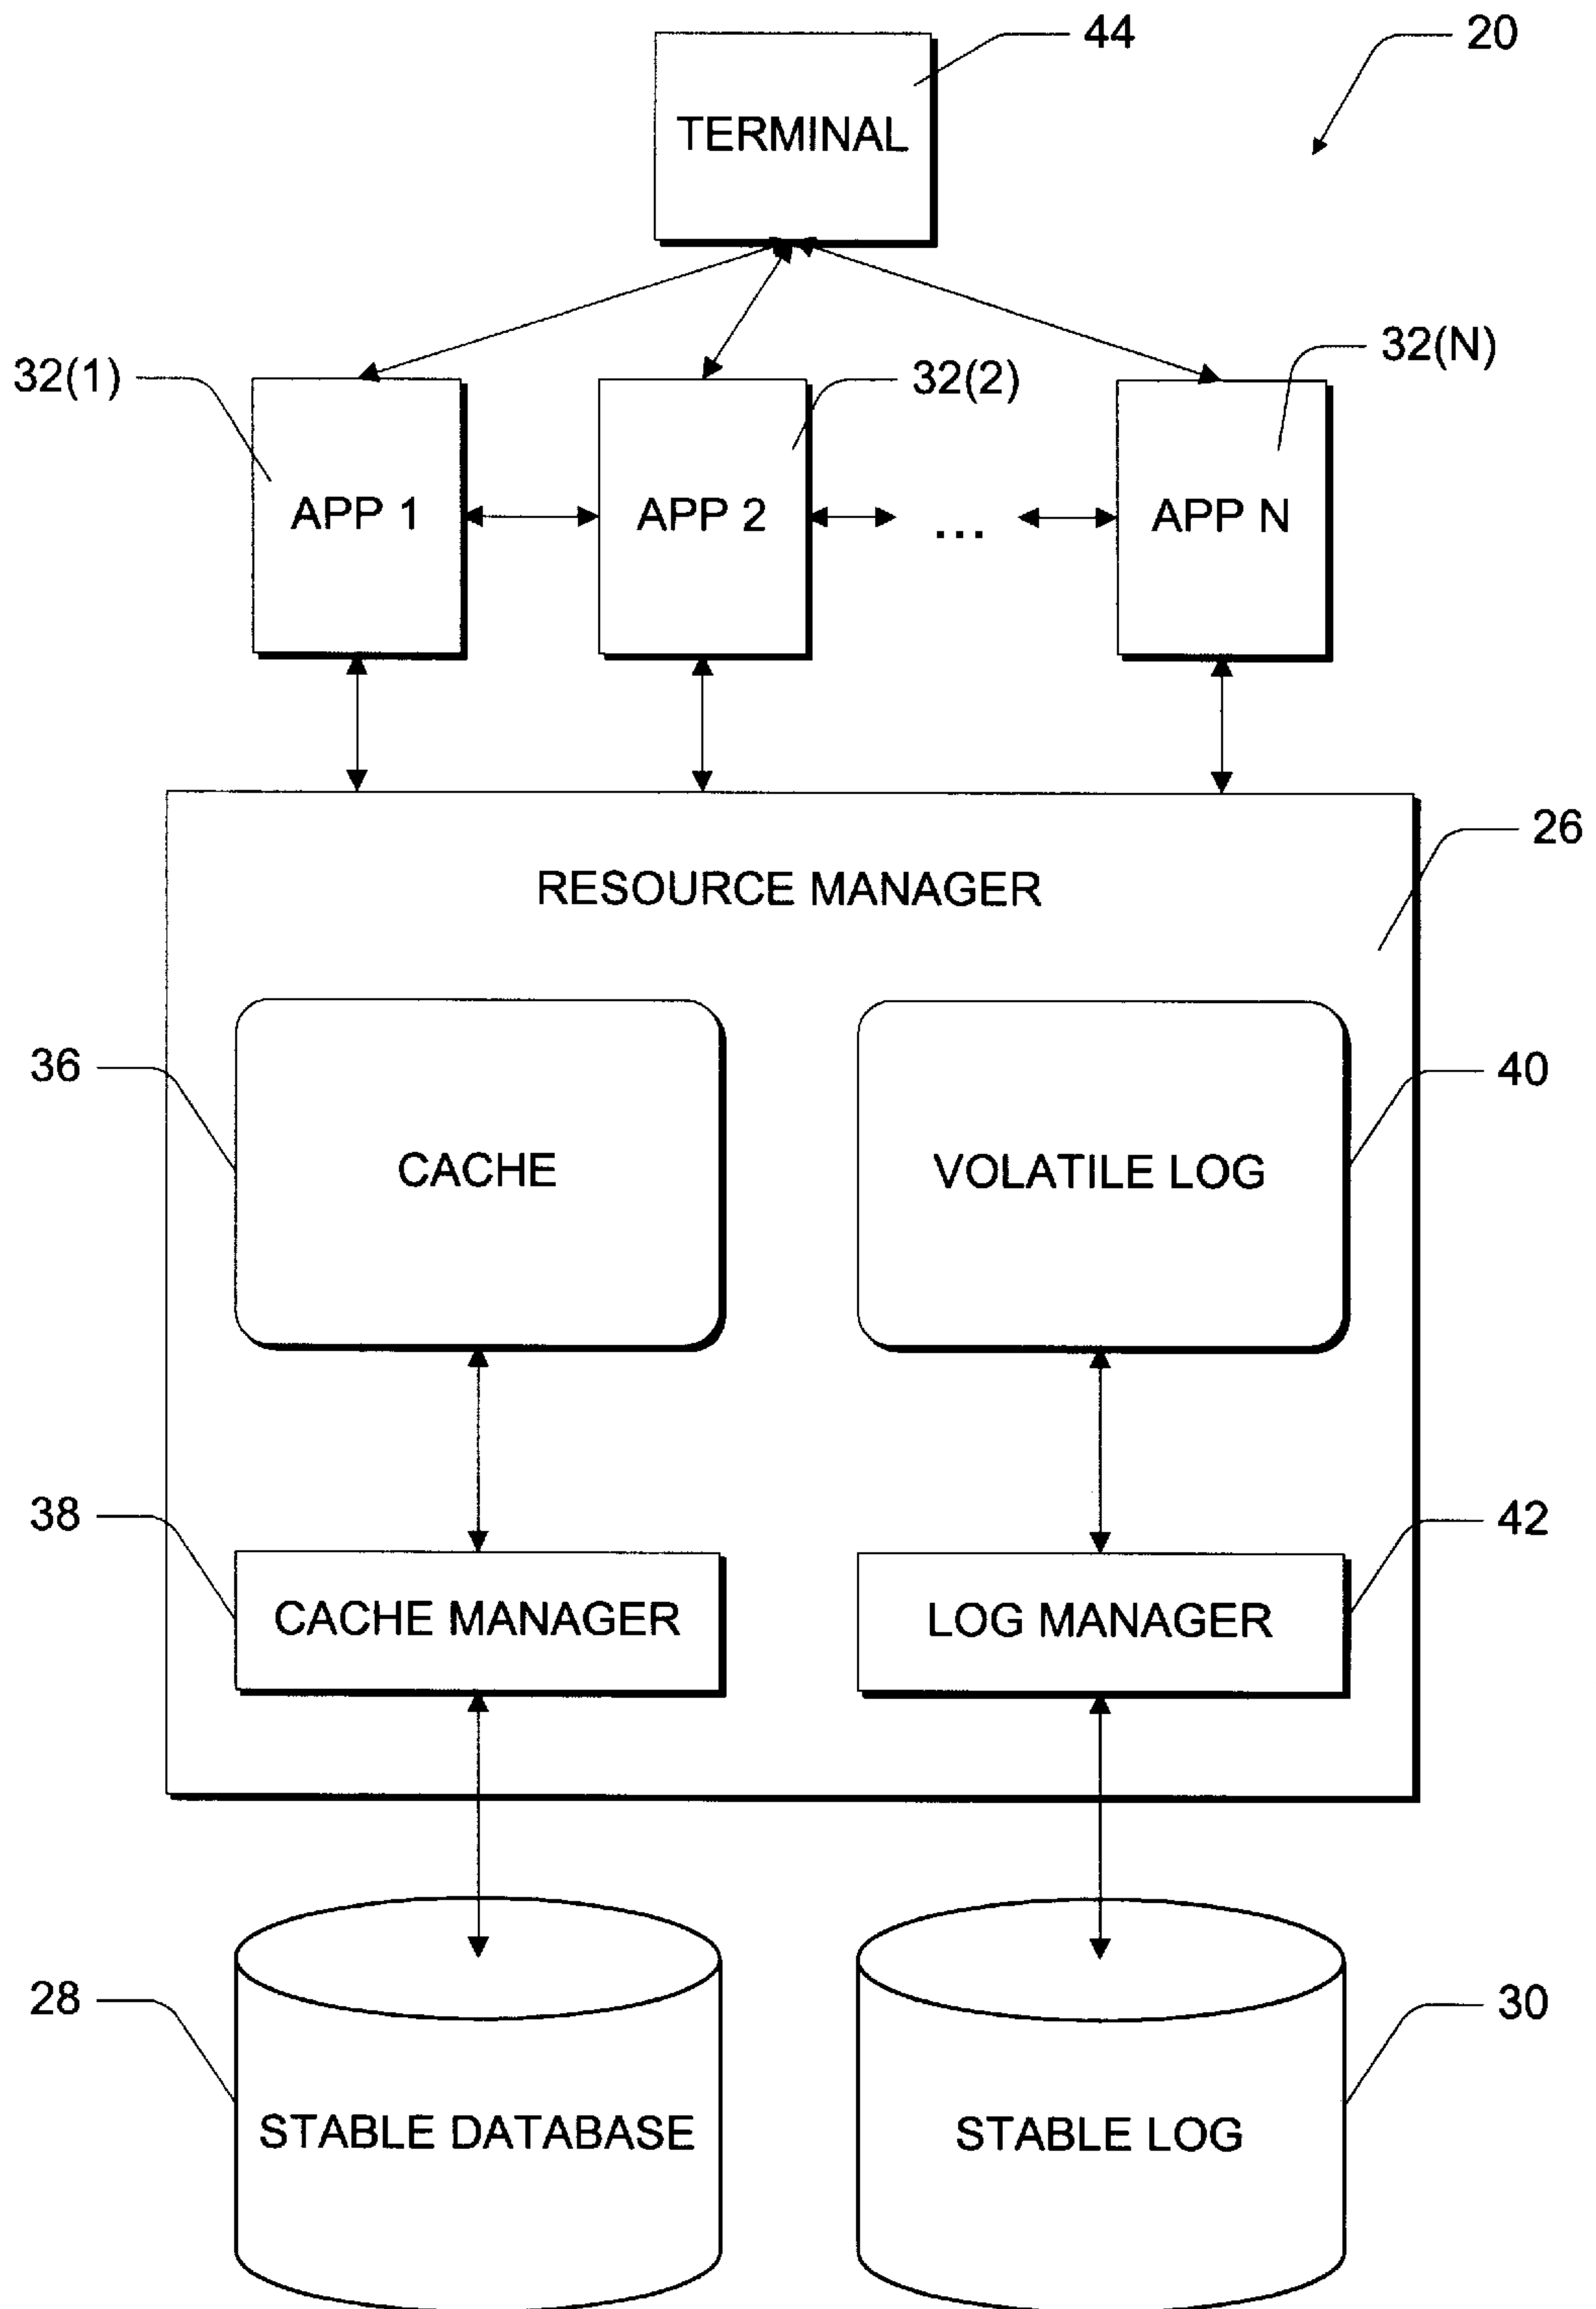 44
20
TERMINAL
32(1)
32(2)
32(N)
APP 1
APP 2
...
APP N
26
RESOURCE MANAGER
36
40
CACHE
VOLATILE LOG
38
42
CACHE MANAGER
LOG MANAGER
28
30
STABLE DATABASE
STABLE LOG